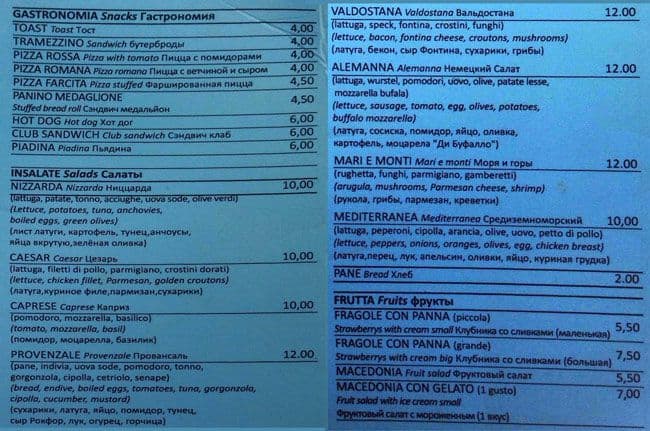 GASTRONOMIA Snacks Гастрономия
TOAST Toast Тост 4,00
TRAMEZZINO Sandwich бутерброды 4,00
PIZZA ROSSA Pizza with tomato Пицца с помидорами 4,00
PIZZA ROMANA Pizza romana Пицца с ветчиной и сыром 4,00
PIZZA FARCITA Pizza stuffed Фаршированная пицца 4,50
PANINO MEDAGLIONE 4,50
Stuffed bread roll Сэндвич медальйон
HOT DOG Hot dog Хот дог 6,00
CLUB SANDWICH Club sandwich Сэндвич клаб 6,00
PIADINA Piadina Пьядина 6,00
INSALATE Salads Салаты
NIZZARDA Nizzarda Ниццарда 10,00
(lattuga, patate, tonno, acciughe, uova sode, olive verdi)
(Lettuce, potatoes, tuna, anchovies,
boiled eggs, green olives)
(лист латуги, картофель, тунец,анчоусы,
яйца вкрутую,зелёная оливка)
CAESAR Caesar Цезарь 10,00
(lattuga, filetti di pollo, parmigiano, crostini dorati)
(lettuce, chicken fillet, Parmesan, golden croutons)
(латуга,куриное филе,пармизан,сухарики)
CAPRESE Caprese Каприз 10,00
(pomodoro, mozzarella, basilico)
(tomato, mozzarella, basil)
(помидор, моцарелла, базилик)
PROVENZALE Provenzale Провансаль 12.00
(pane, indivia, uova sode, pomodoro, tonno,
gorgonzola, cipolla, cetriolo, senape)
(bread, endive, boiled eggs, tomatoes, tuna, gorgonzola,
cipolla, cucumber, mustard)
(сухарики, латуга, яйцо, помидор, тунец,
сыр Рокфор, лук, огурец, горчица)
VALDOSTANA Valdostana Вальдостана 12.00
(lattuga, speck, fontina, crostini, funghi)
(lettuce, bacon, fontina cheese, croutons, mushrooms)
(латуга, бекон, сыр Фонтина, сухарики, грибы)
ALEMANNA Alemanna Немецкий Салат 12.00
(lattuga, wurstel, pomodori, uovo, olive, patate lesse,
mozzarella bufala)
(lettuce, sausage, tomato, egg, olives, potatoes,
buffalo mozzarella)
(латуга, сосиска, помидор, яйцо, оливка,
картофель, моцарела "Ди Буфалло")
MARI E MONTI Mari e monti Моря и горы 12.00
(rughetta, funghi, parmigiano, gamberetti)
(arugula, mushrooms, Parmesan cheese, shrimp)
(рукола, грибы, пармезан, креветки)
MEDITERRANEA Mediterranea Средиземноморский 10,00
(lattuga, peperoni, cipolla, arancia, olive, uovo, petto di pollo)
(lettuce, peppers, onions, oranges, olives, egg, chicken breast)
(латуга,перец, лук, апельсин, оливки, яйцо, куриная грудка)
PANE Bread Хлеб 2.00
FRUTTA Fruits фрукты
FRAGOLE CON PANNA (piccola) 5,50
Strawberrys with cream small Клубника со сливками (маленькая)
FRAGOLE CON PANNA (grande) 7,50
Strawberrys with cream big Клубника со сливками (большая)
MACEDONIA Fruit salad Фруктовый салат 5,50
MACEDONIA CON GELATO (1 gusto) 7,00
Fruit salad with ice cream small
Фруктовый салат с мороженным (1 вкус)